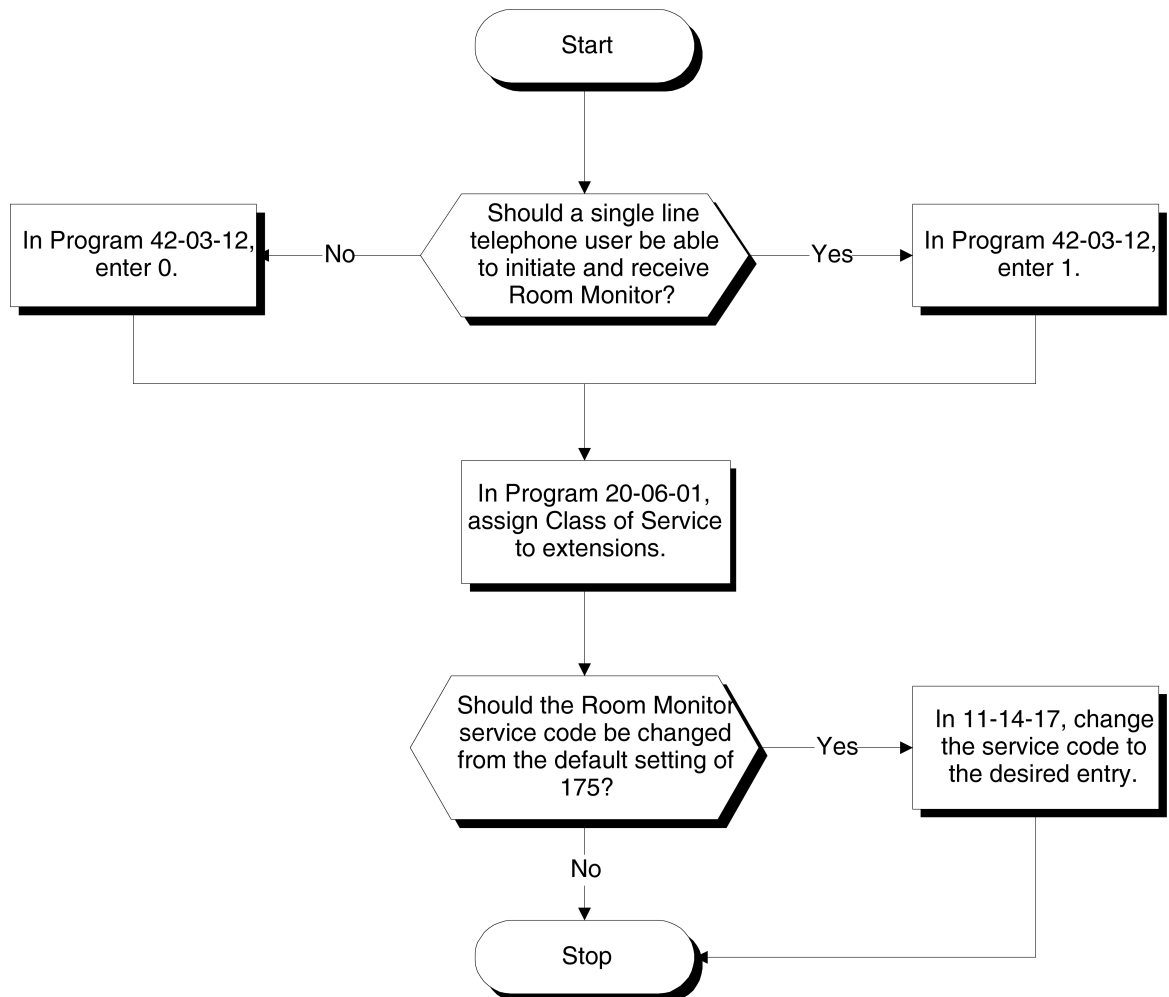 Start
Should a single line
telephone user be able
to initiate and receive
Room Monitor?
No
Yes
In Program 42-03-12,
enter 0.
In Program 42-03-12,
enter 1.
In Program 20-06-01,
assign Class of Service
to extensions.
Should the Room Monitor
service code be changed
from the default setting of
175?
Yes
In 11-14-17, change
the service code to
the desired entry.
No
Stop